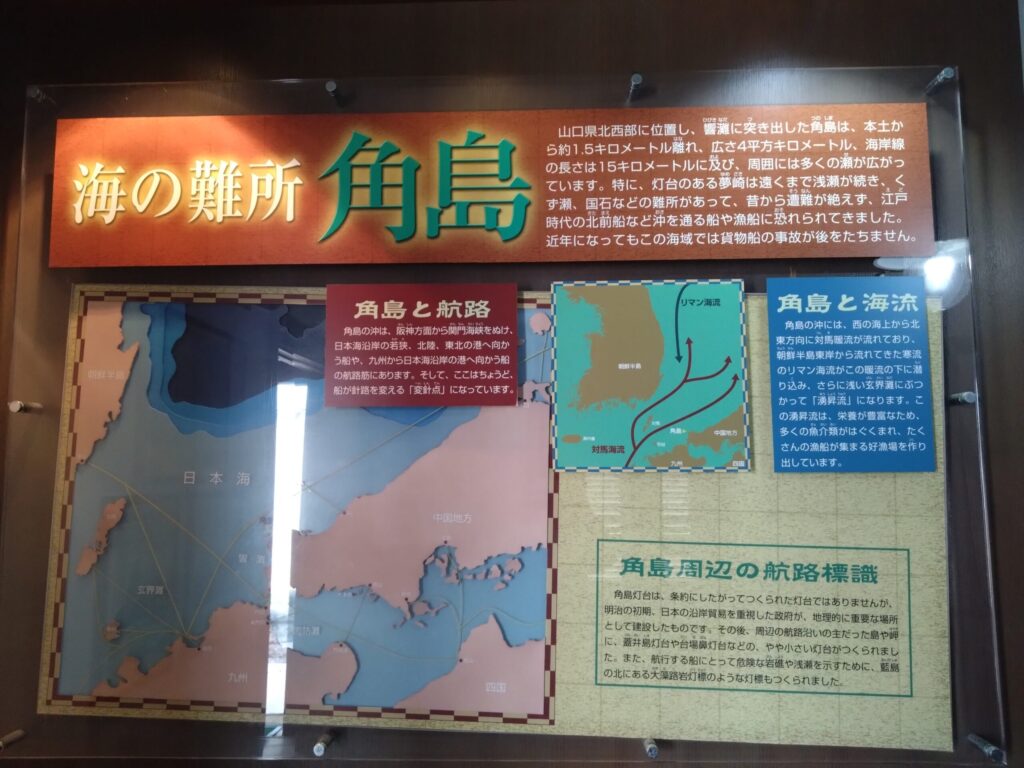 海の難所 角島
山口県北西部に位置し、響灘に突き出した角島は、本土か
ら約1.5キロメートル離れ、広さ4平方キロメートル、海岸線
の長さは15キロメートルに及び、周囲には多くの瀬が広がっ
ています。特に、灯台のある夢崎は遠くまで浅瀬が続き、く
ず瀬、国石などの難所があって、昔から遭難が絶えず、江戸
時代の北前船など沖を通る船や漁船に恐れられてきました。
近年になってもこの海域では貨物船の事故が後をたちません。
角島と航路
角島の沖は、阪神方面から関門海峡をぬけ、
日本海沿岸の若狭、北陸、東北の港へ向か
う船や、九州から日本海沿岸の港へ向かう船
の航路筋にあります。そして、ここはちょうど、
船が針路を変える「変針点」になっています。
朝鮮半島
日本海
中国地方
響灘
玄界灘
周防灘
九州
四国
リマン海流
朝鮮半島
角島
中国地方
対馬海流
九州
四国
角島と海流
角島の沖には、西の海上から北
東方向に対馬暖流が流れており、
朝鮮半島東岸から流れてきた寒流
のリマン海流がこの暖流の下に潜
り込み、さらに浅い玄界灘にぶつ
かって「湧昇流」になります。こ
の湧昇流は、栄養が豊富なため、
多くの魚介類がはぐくまれ、たく
さんの漁船が集まる好漁場を作り
出しています。
角島周辺の航路標識
角島灯台は、条約にしたがってつくられた灯台ではありませんが、
明治の初期、日本の沿岸貿易を重視した政府が、地理的に重要な場所
として建設したものです。その後、周辺の航路沿いの主だった島や岬
に、蓋井島灯台や台場鼻灯台などの、やや小さい灯台がつくられまし
た。また、航行する船にとって危険な岩礁や浅瀬を示すために、藍島
の北にある大藻路岩灯標のような灯標もつくられました。